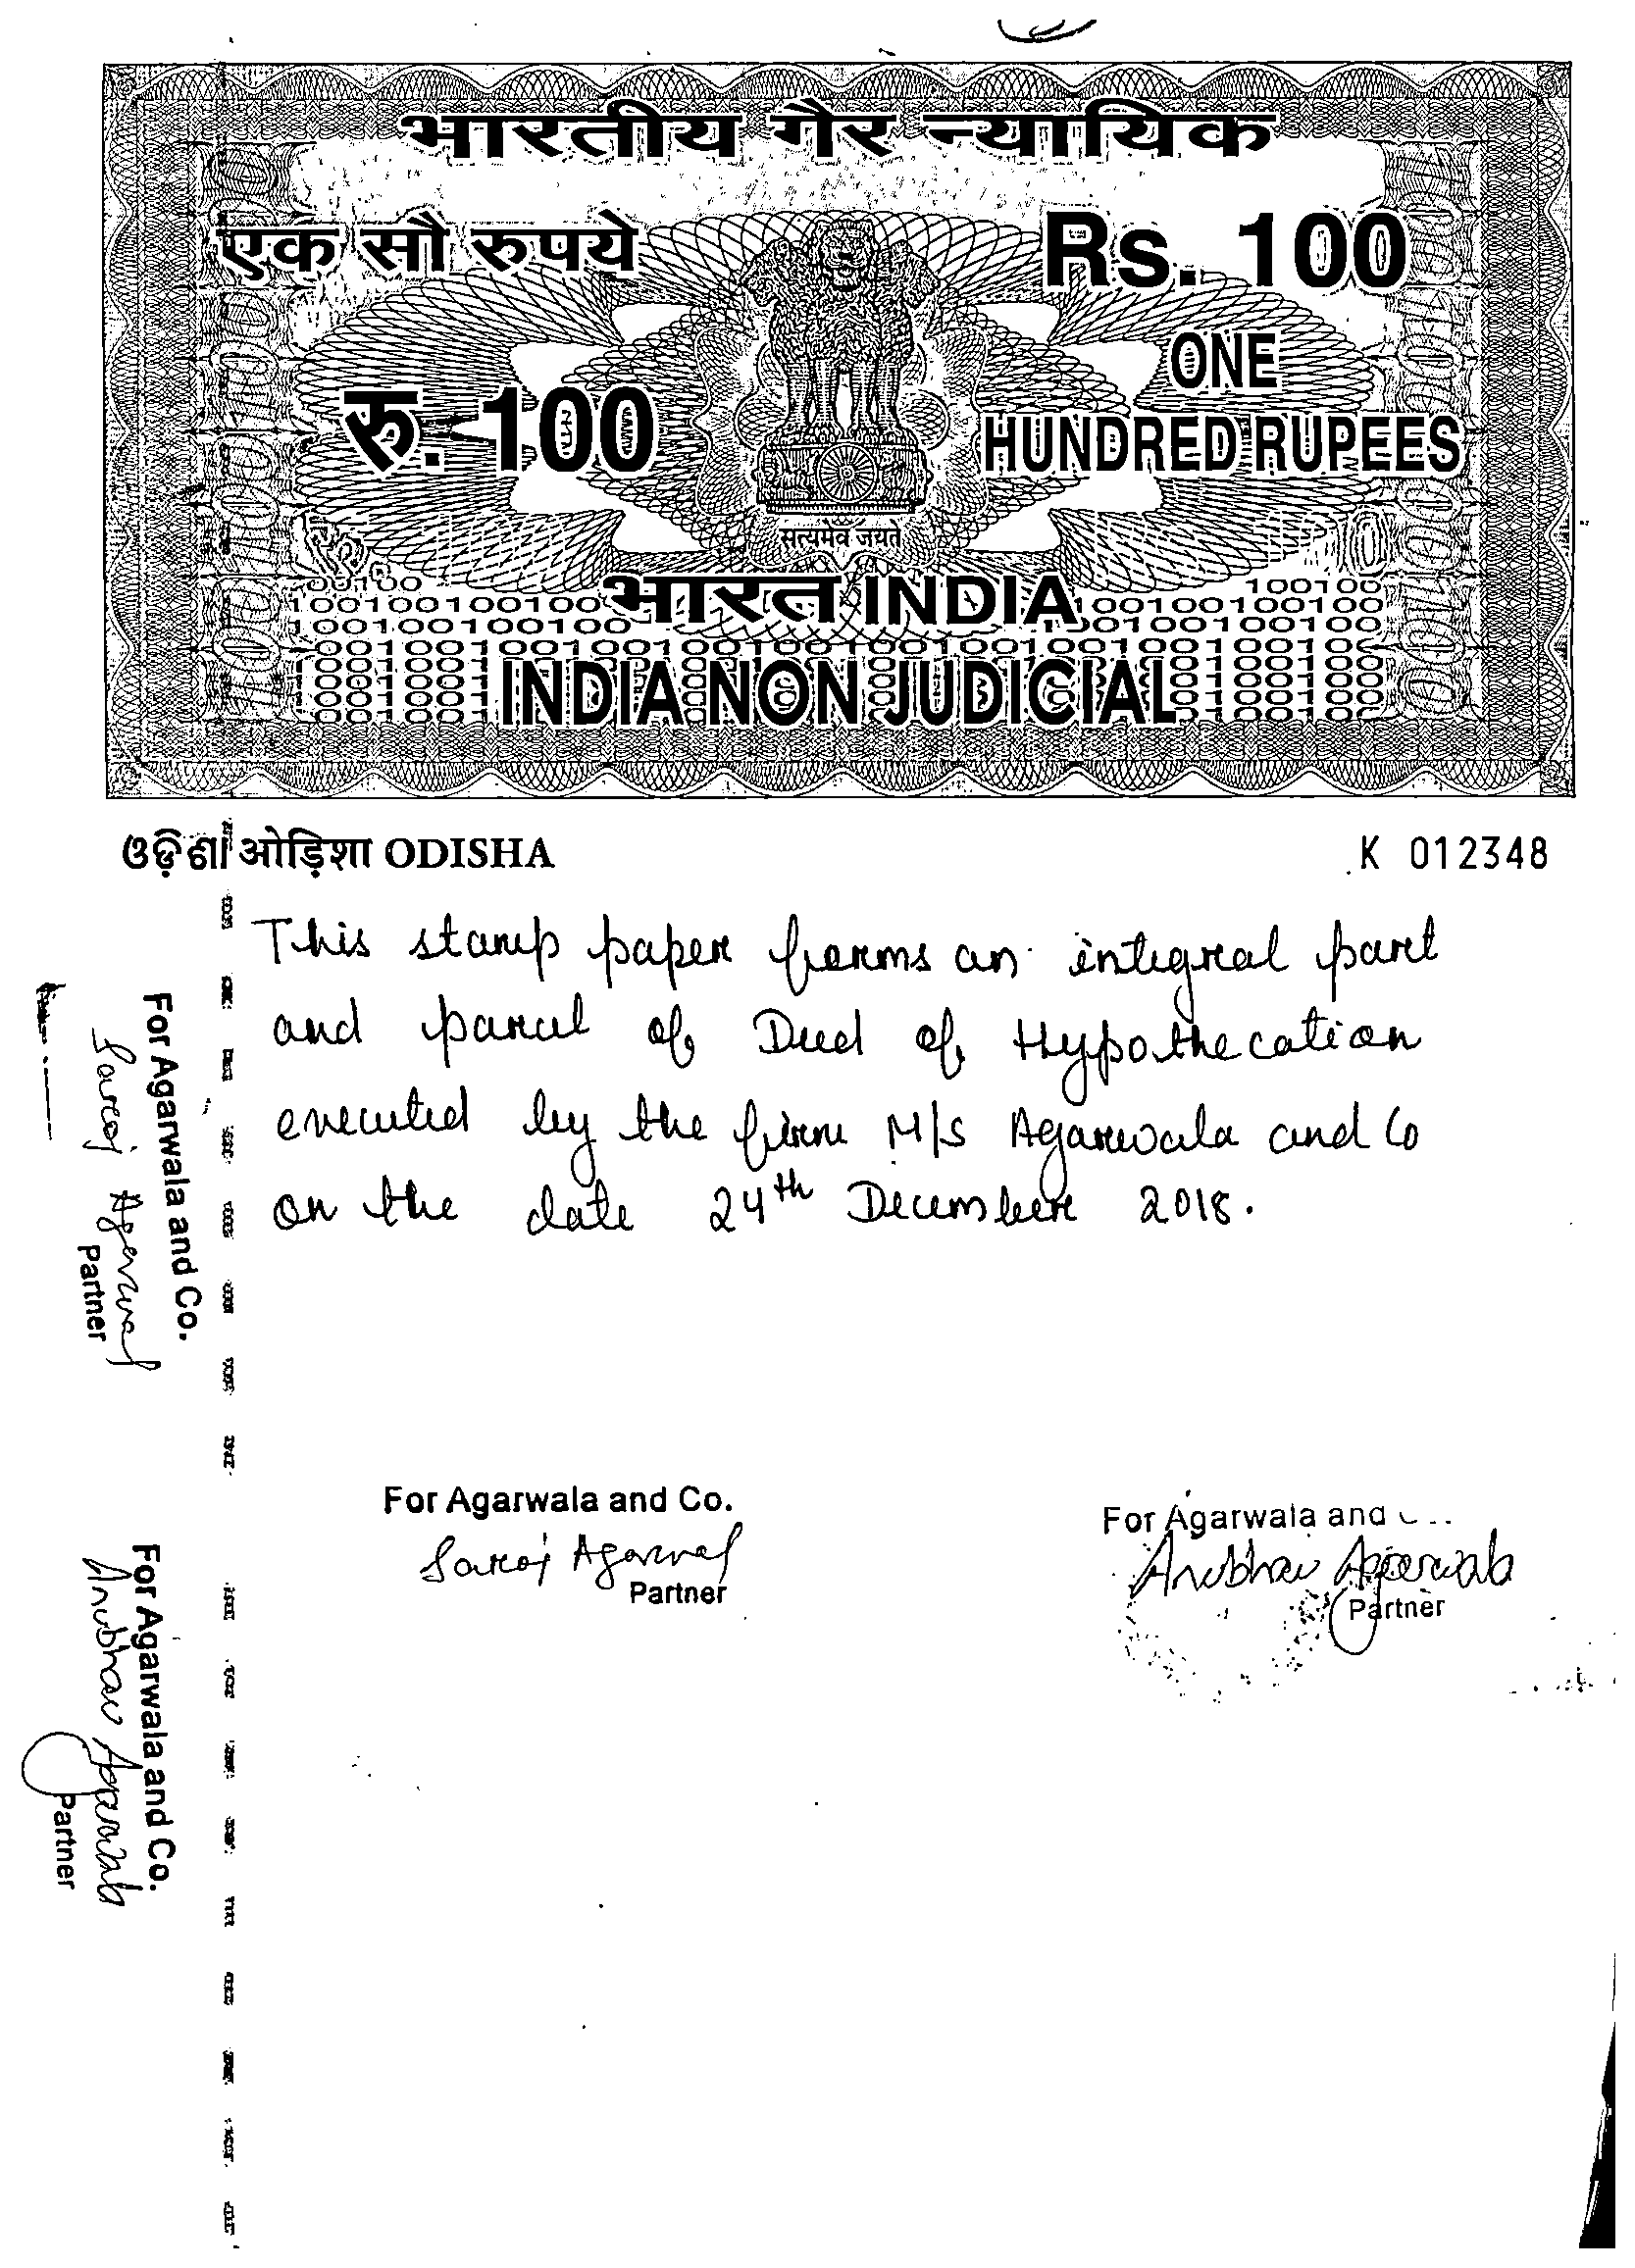 भारतीय गैर न्यायिक
एक सौ रुपये
Rs. 100
रु. 100
ONE
HUNDRED RUPEES
सत्यमेव जयते
भारत INDIA
INDIA NON JUDICIAL
ଓଡ଼ିଶା ओड़िशा ODISHA
K 012348
This stamp paper forms an integral part
and parcel of Deed of Hypothecation
executed by the firm M/s Agarwala and Co
on the date 24th December 2018.
For Agarwala and Co.
Saroj Agarwal
Partner
For Agarwala and
Anubhav Agarwala
Partner
For Agarwala and Co.
Saroj Agarwal
Partner
For Agarwala and Co.
Anubhav Agarwala
Partner